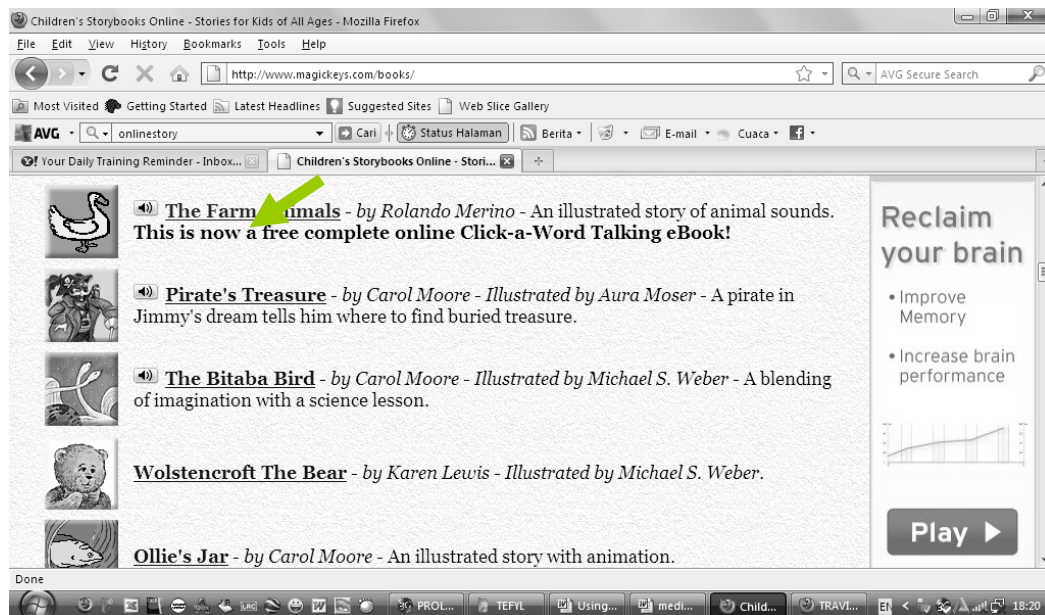 Children's Storybooks Online - Stories for Kids of All Ages - Mozilla Firefox
File Edit View History Bookmarks Tools Help
http://www.magickeys.com/books/ AVG Secure Search
Most Visited Getting Started Latest Headlines Suggested Sites Web Slice Gallery
AVG onlinestory Cari Status Halaman Berita E-mail Cuaca
Your Daily Training Reminder - Inbox... Children's Storybooks Online - Stori...
The Farm Animals - by Rolando Merino - An illustrated story of animal sounds.
This is now a free complete online Click-a-Word Talking eBook!
Pirate's Treasure - by Carol Moore - Illustrated by Aura Moser - A pirate in
Jimmy's dream tells him where to find buried treasure.
The Bitaba Bird - by Carol Moore - Illustrated by Michael S. Weber - A blending
of imagination with a science lesson.
Wolstencroft The Bear - by Karen Lewis - Illustrated by Michael S. Weber.
Ollie's Jar - by Carol Moore - An illustrated story with animation.
Reclaim
your brain
• Improve
Memory
• Increase brain
performance
Play
Done
PROL... TEFYL Using... medi... Child... TRAVI... EN 18:20